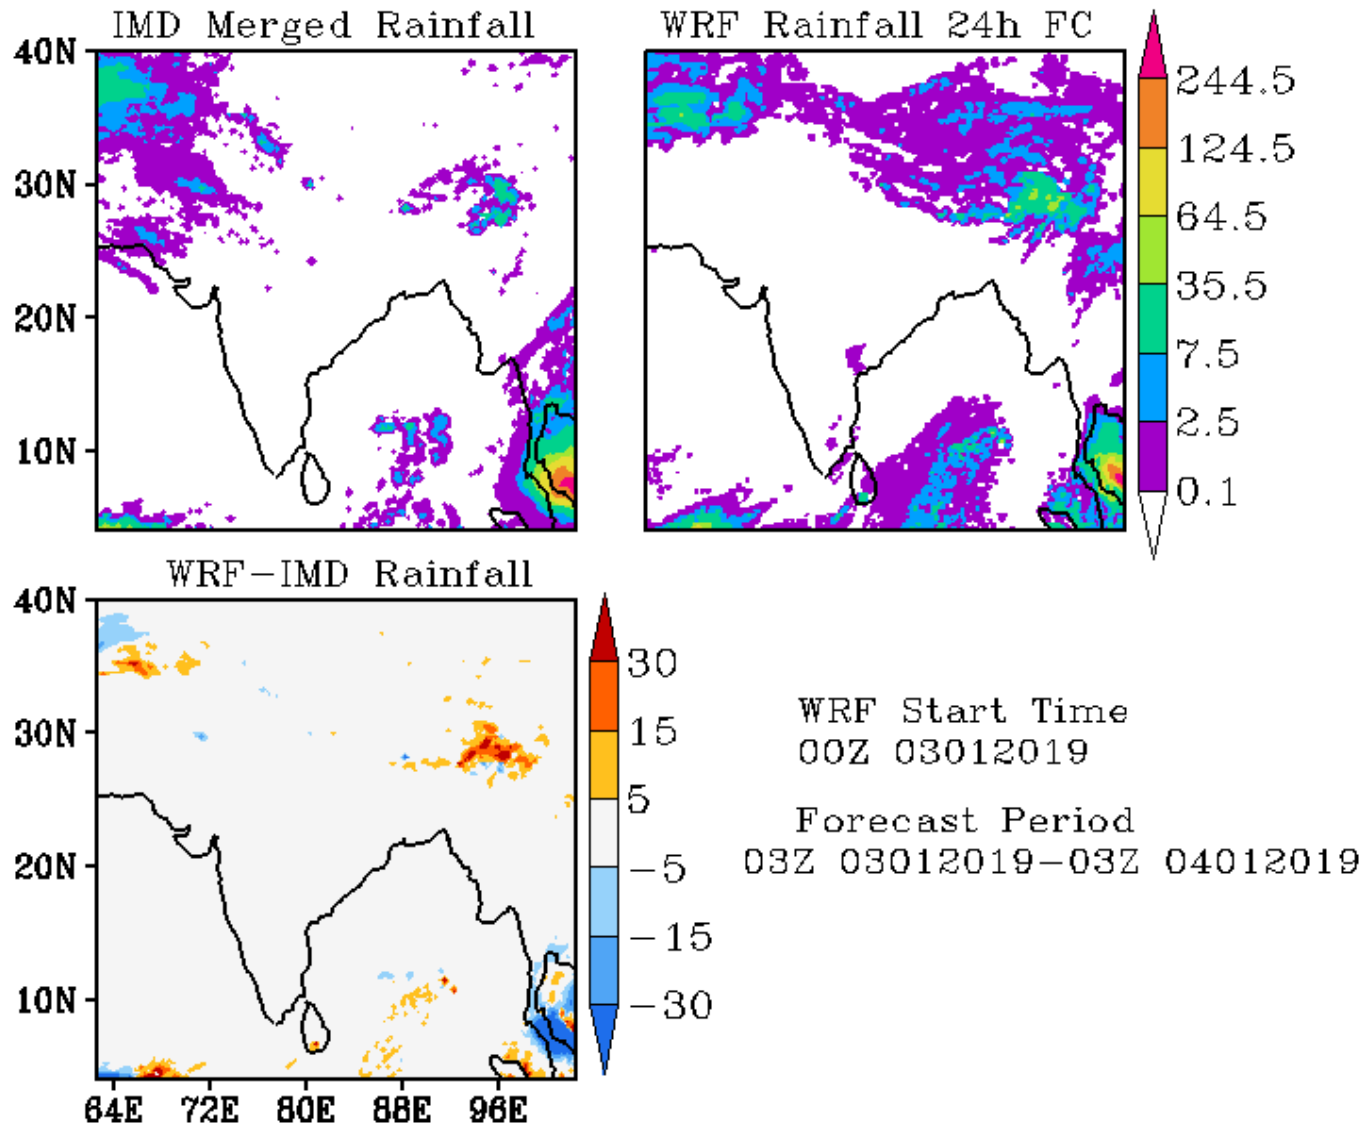 IMD Merged Rainfall
WRF Rainfall 24h FC
40N
30N
20N
10N
244.5
124.5
64.5
35.5
7.5
2.5
0.1
WRF-IMD Rainfall
40N
30N
20N
10N
64E 72E 80E 88E 96E
30
15
5
-5
-15
-30
WRF Start Time
00Z 03012019
Forecast Period
03Z 03012019-03Z 04012019